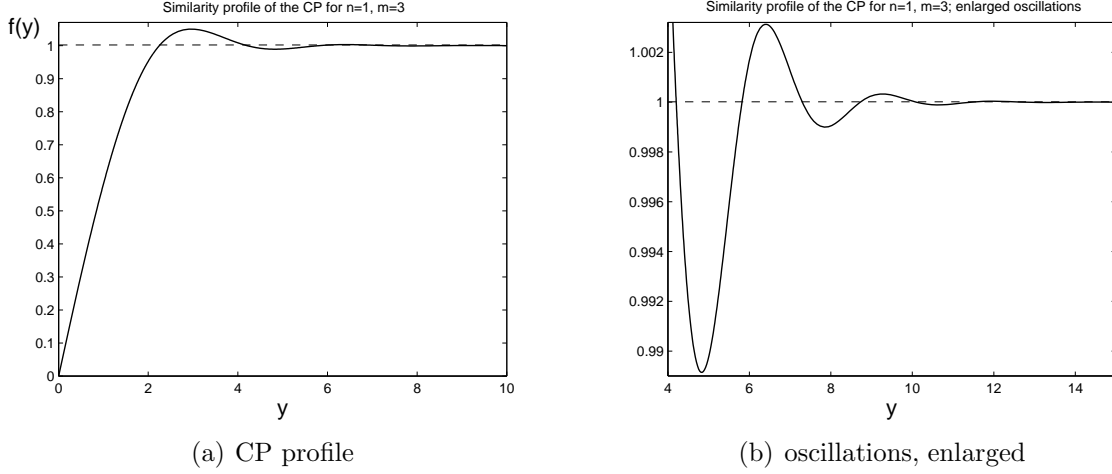 Similarity profile of the CP for n=1, m=3
f(y)
1
0.9
0.8
0.7
0.6
0.5
0.4
0.3
0.2
0.1
0
0 2 4 6 8 10
y
(a) CP profile
Similarity profile of the CP for n=1, m=3; enlarged oscillations
1.002
1
0.998
0.996
0.994
0.992
0.99
4 6 8 10 12 14
y
(b) oscillations, enlarged